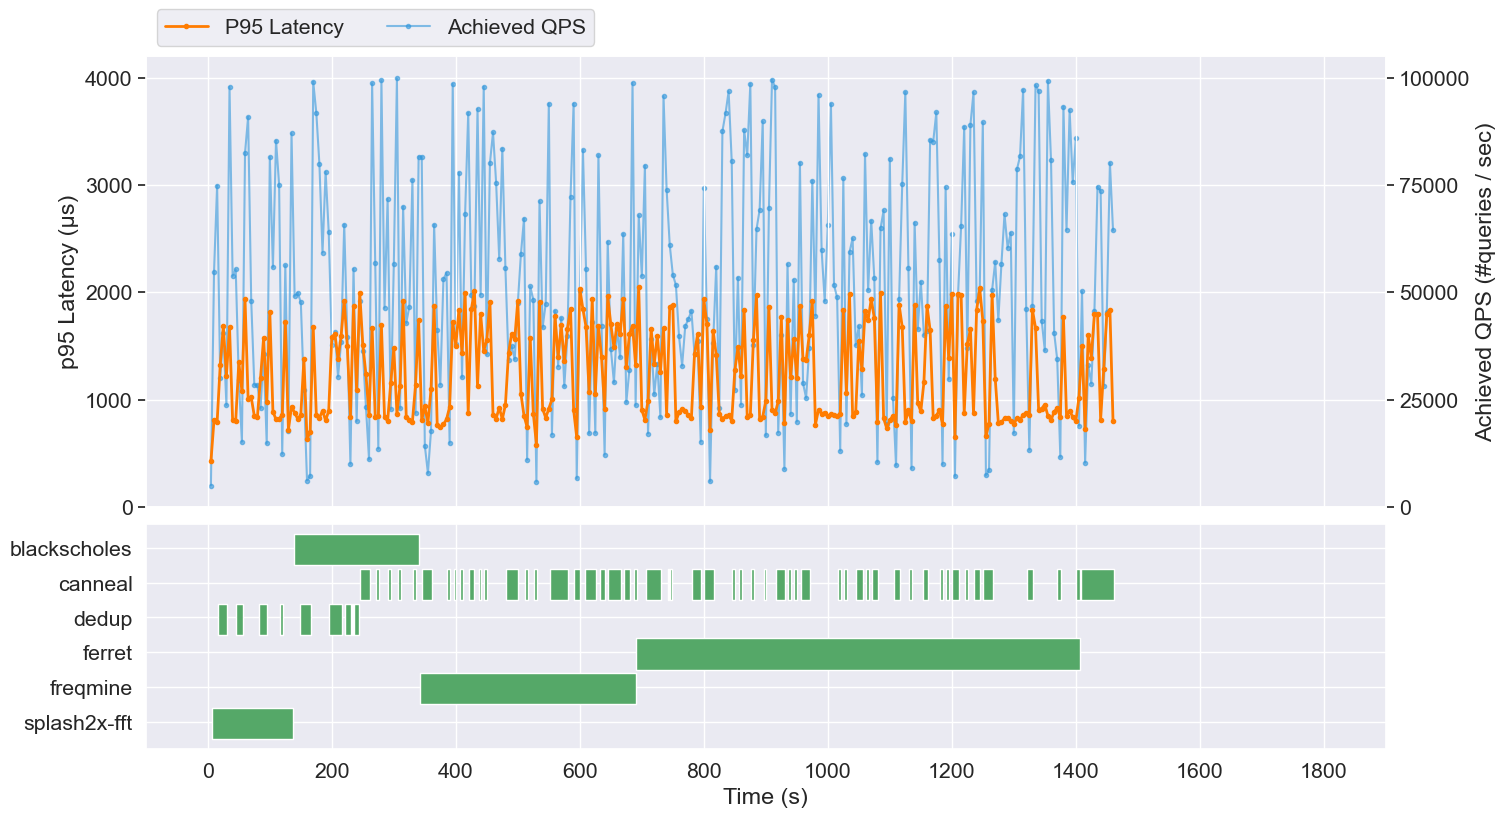 P95 Latency
Achieved QPS
p95 Latency (µs)
4000
3000
2000
1000
0
100000
75000
50000
25000
0
Achieved QPS (#queries / sec)
blackscholes
canneal
dedup
ferret
freqmine
splash2x-fft
0 200 400 600 800 1000 1200 1400 1600 1800
Time (s)